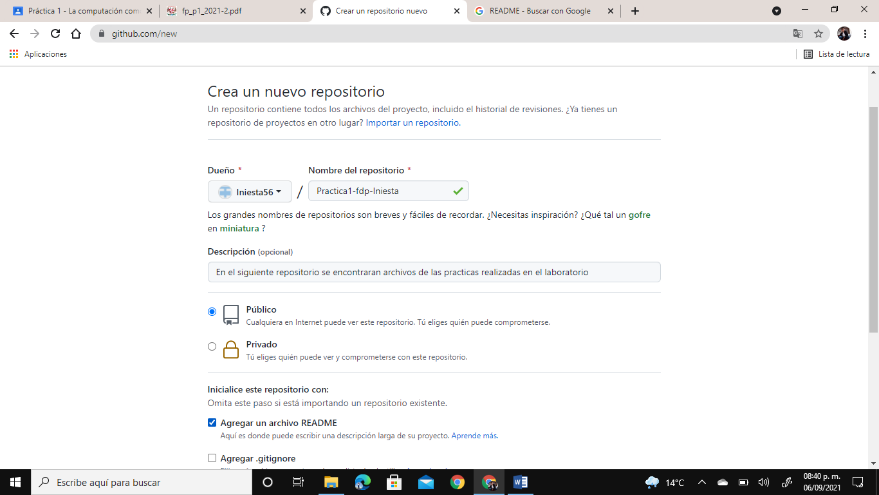 Práctica 1 - La computación com
fp_p1_2021-2.pdf
Crear un repositorio nuevo
README - Buscar con Google
github.com/new
Aplicaciones
Lista de lectura
Crea un nuevo repositorio
Un repositorio contiene todos los archivos del proyecto, incluido el historial de revisiones. ¿Ya tienes un
repositorio de proyectos en otro lugar? Importar un repositorio.
Dueño *
Nombre del repositorio *
Iniesta56
/
Practica1-fdp-Iniesta
Los grandes nombres de repositorios son breves y fáciles de recordar. ¿Necesitas inspiración? ¿Qué tal un gofre
en miniatura ?
Descripción (opcional)
En el siguiente repositorio se encontraran archivos de las practicas realizadas en el laboratorio
Público
Cualquiera en Internet puede ver este repositorio. Tú eliges quién puede comprometerse.
Privado
Tú eliges quién puede ver y comprometerse con este repositorio.
Inicialice este repositorio con:
Omita este paso si está importando un repositorio existente.
Agregar un archivo README
Aquí es donde puede escribir una descripción larga de su proyecto. Aprende más.
Agregar .gitignore
Escribe aquí para buscar
14°C
08:40 p. m.
06/09/2021